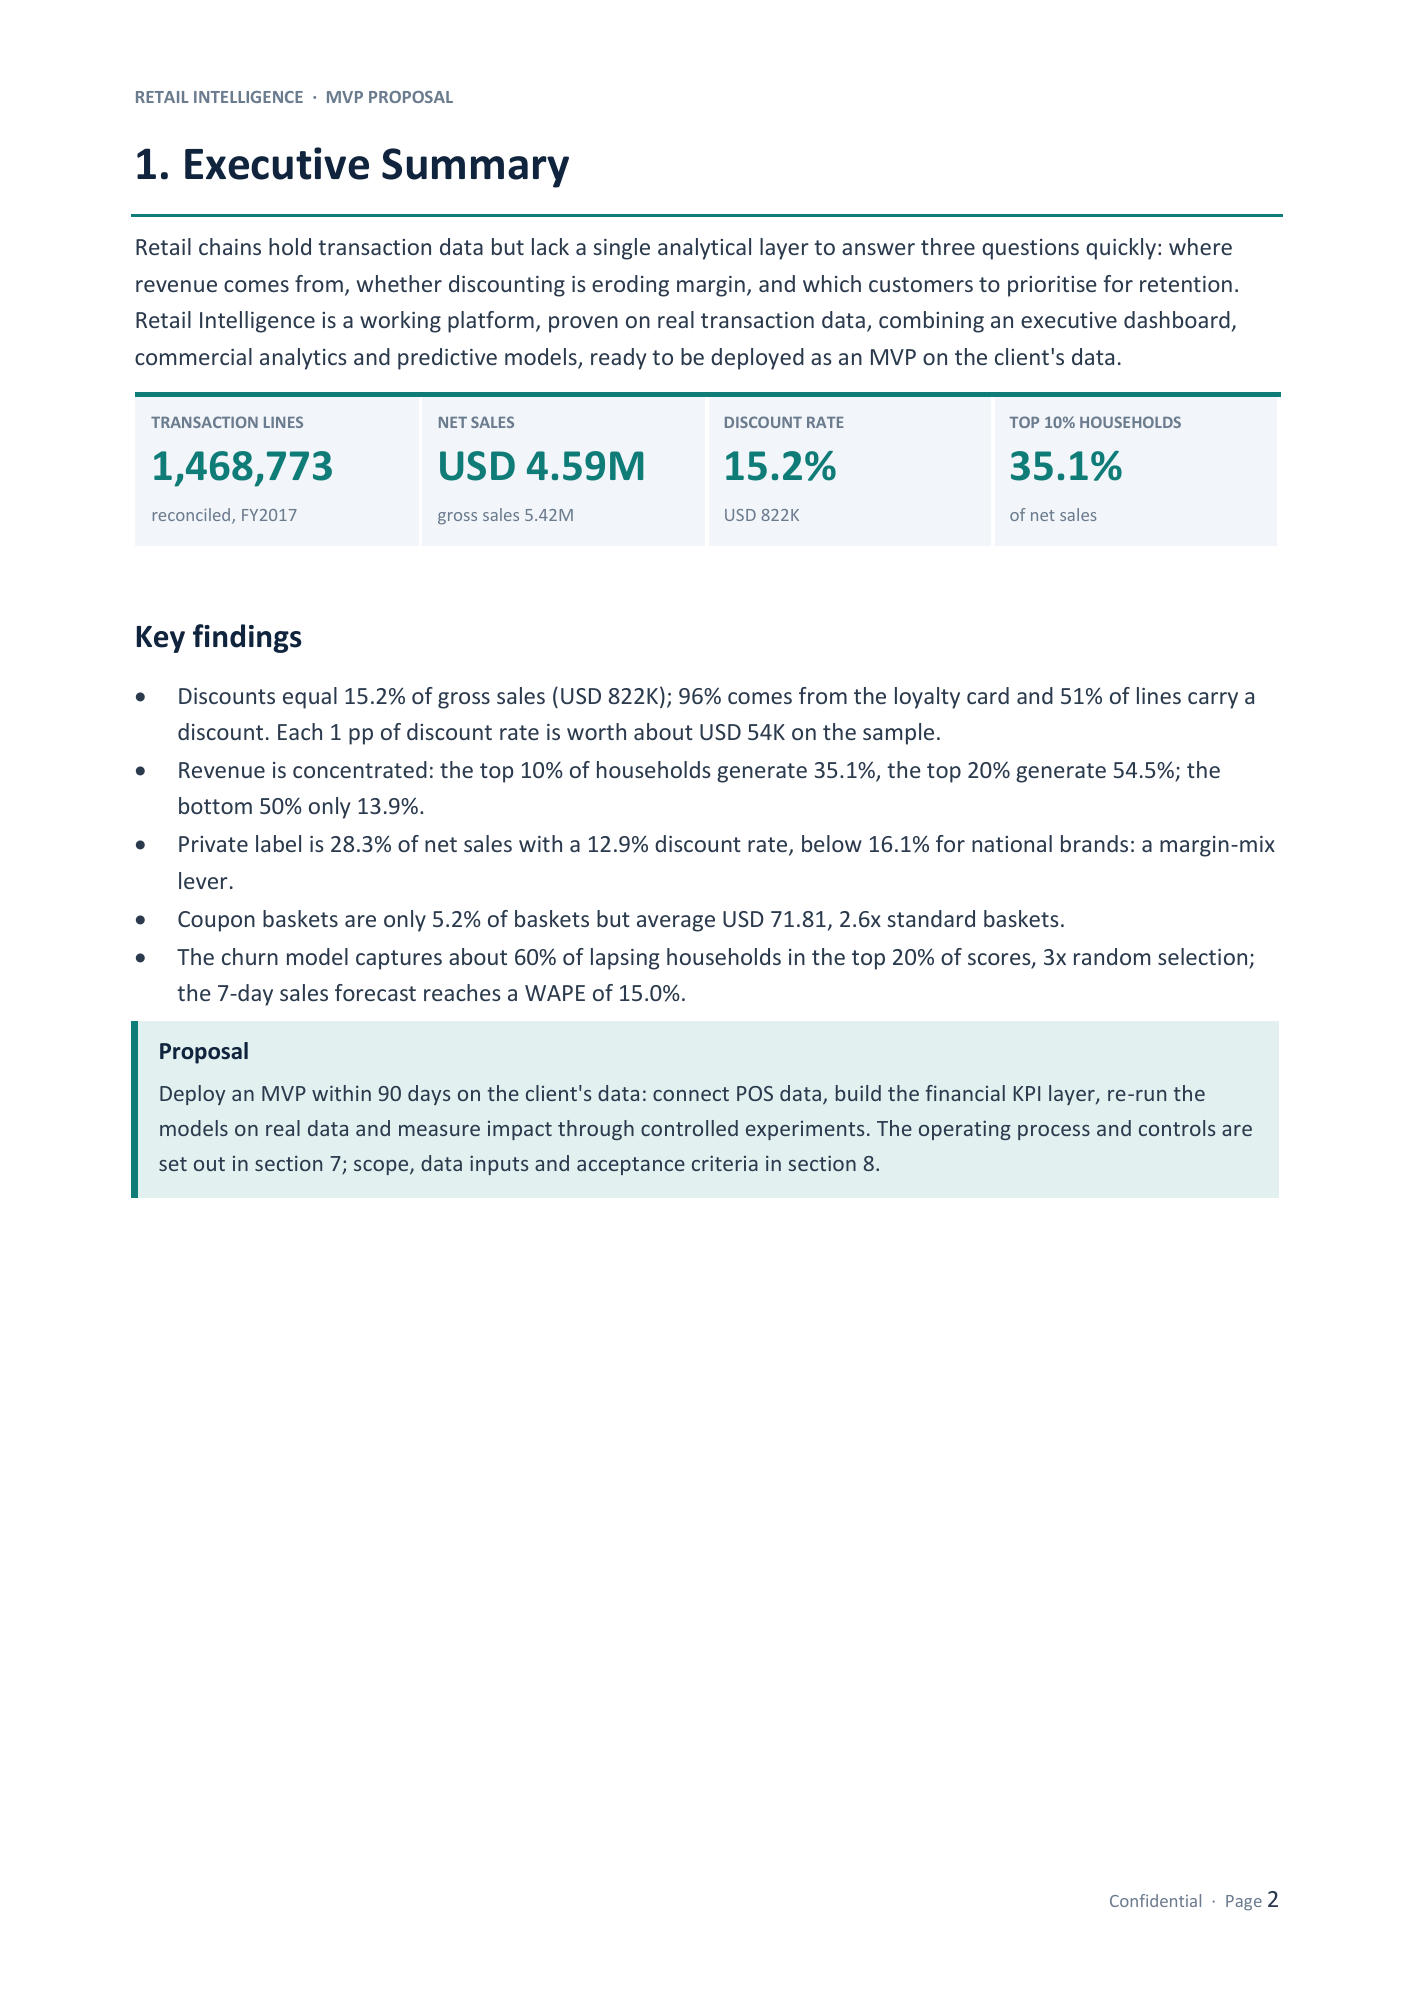 RETAIL INTELLIGENCE · MVP PROPOSAL
1. Executive Summary
Retail chains hold transaction data but lack a single analytical layer to answer three questions quickly: where
revenue comes from, whether discounting is eroding margin, and which customers to prioritise for retention.
Retail Intelligence is a working platform, proven on real transaction data, combining an executive dashboard,
commercial analytics and predictive models, ready to be deployed as an MVP on the client's data.
TRANSACTION LINES
1,468,773
reconciled, FY2017
NET SALES
USD 4.59M
gross sales 5.42M
DISCOUNT RATE
15.2%
USD 822K
TOP 10% HOUSEHOLDS
35.1%
of net sales
Key findings
• Discounts equal 15.2% of gross sales (USD 822K); 96% comes from the loyalty card and 51% of lines carry a
discount. Each 1 pp of discount rate is worth about USD 54K on the sample.
• Revenue is concentrated: the top 10% of households generate 35.1%, the top 20% generate 54.5%; the
bottom 50% only 13.9%.
• Private label is 28.3% of net sales with a 12.9% discount rate, below 16.1% for national brands: a margin-mix
lever.
• Coupon baskets are only 5.2% of baskets but average USD 71.81, 2.6x standard baskets.
• The churn model captures about 60% of lapsing households in the top 20% of scores, 3x random selection;
the 7-day sales forecast reaches a WAPE of 15.0%.
Proposal
Deploy an MVP within 90 days on the client's data: connect POS data, build the financial KPI layer, re-run the
models on real data and measure impact through controlled experiments. The operating process and controls are
set out in section 7; scope, data inputs and acceptance criteria in section 8.
Confidential · Page 2